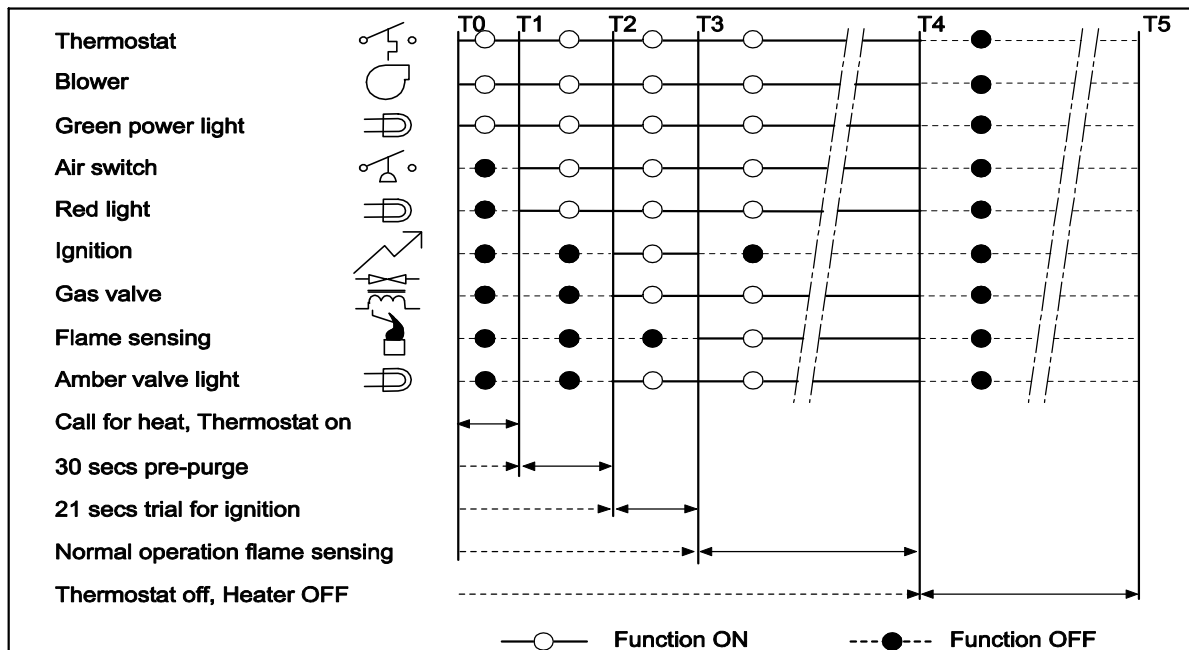 T0 T1 T2 T3 T4 T5
Thermostat
Blower
Green power light
Air switch
Red light
Ignition
Gas valve
Flame sensing
Amber valve light
Call for heat, Thermostat on
30 secs pre-purge
21 secs trial for ignition
Normal operation flame sensing
Thermostat off, Heater OFF
Function ON Function OFF